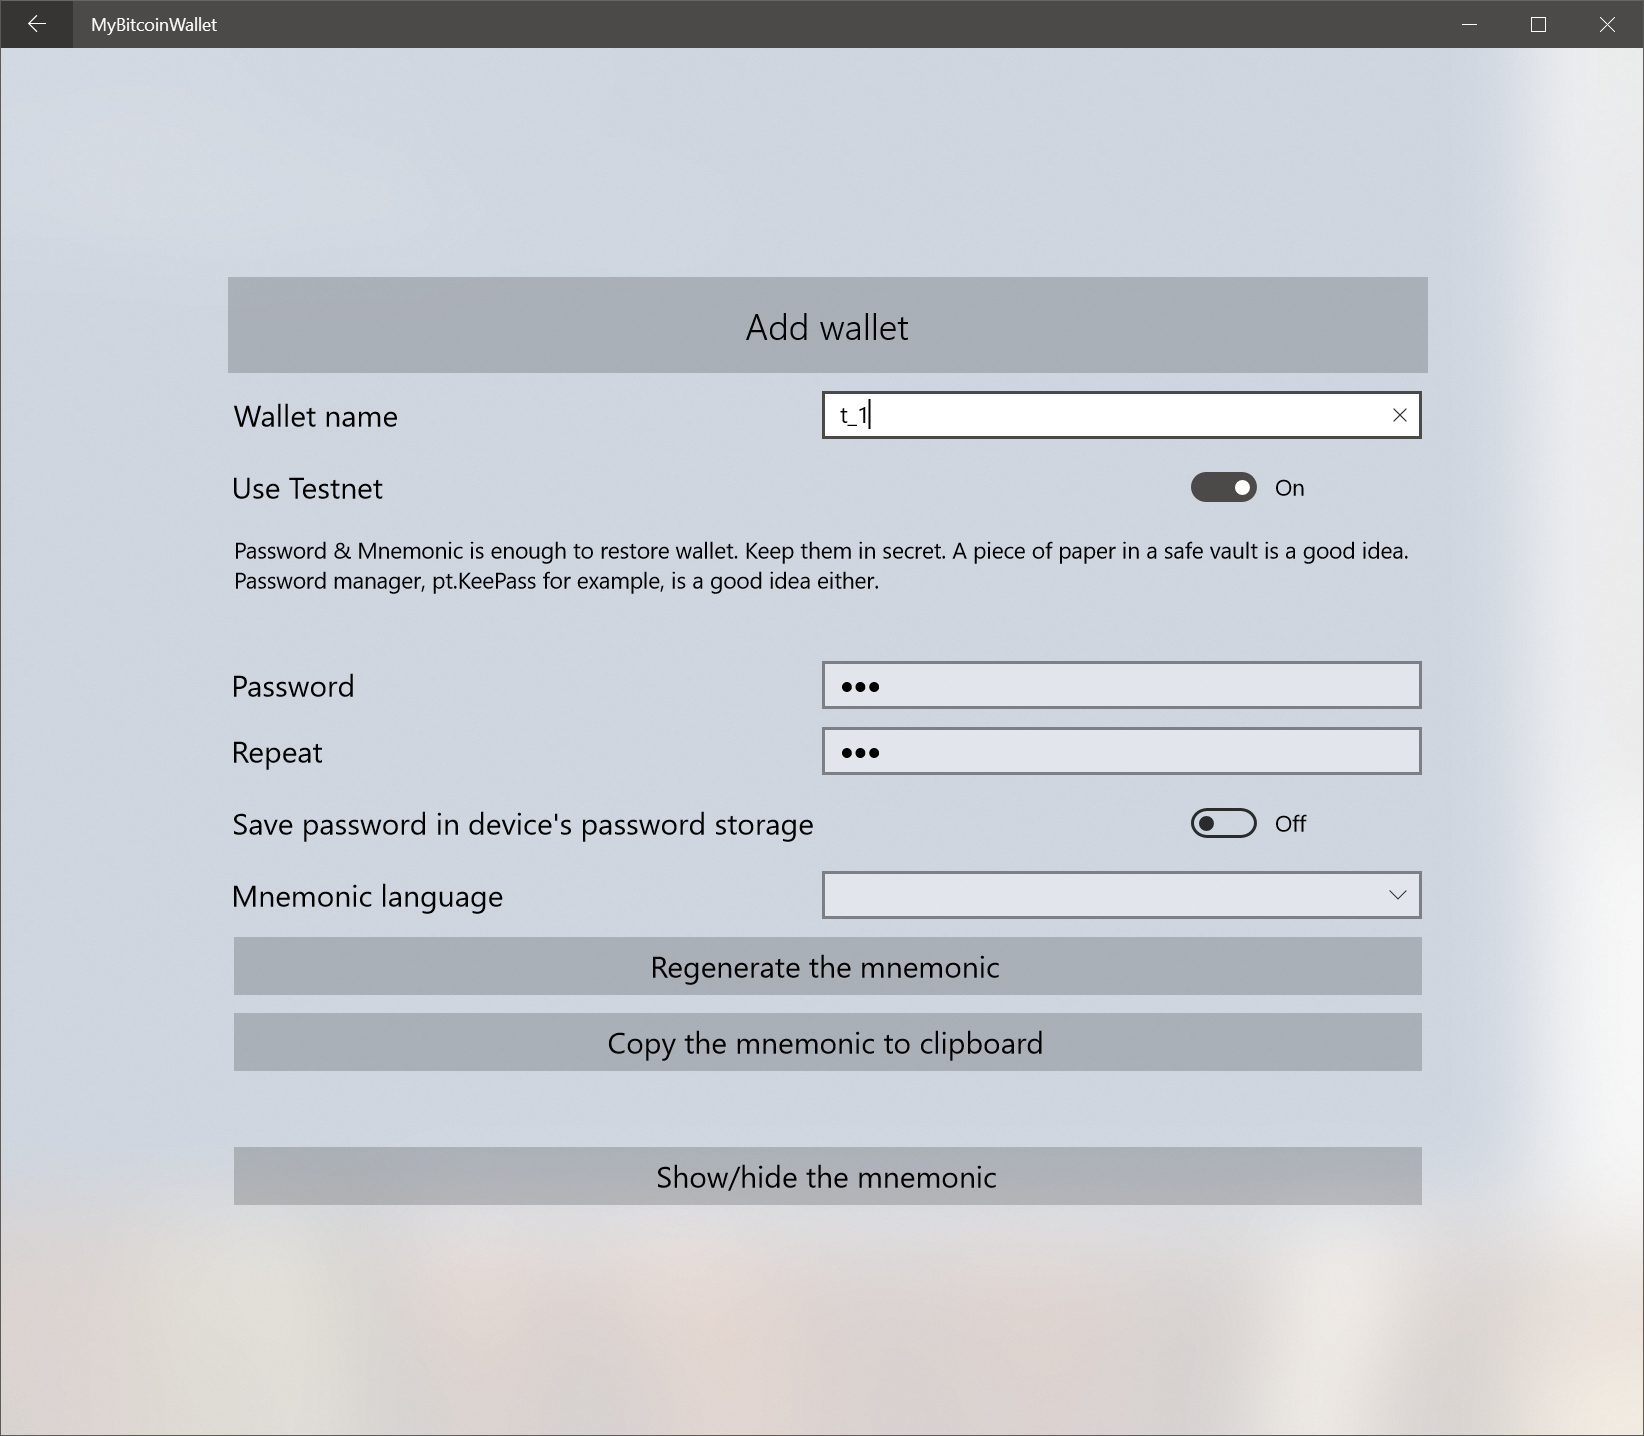 MyBitcoinWallet
Add wallet
Wallet name
t_1
Use Testnet
On
Password & Mnemonic is enough to restore wallet. Keep them in secret. A piece of paper in a safe vault is a good idea.
Password manager, pt.KeePass for example, is a good idea either.
Password
●●●
Repeat
●●●
Save password in device's password storage
Off
Mnemonic language
Regenerate the mnemonic
Copy the mnemonic to clipboard
Show/hide the mnemonic